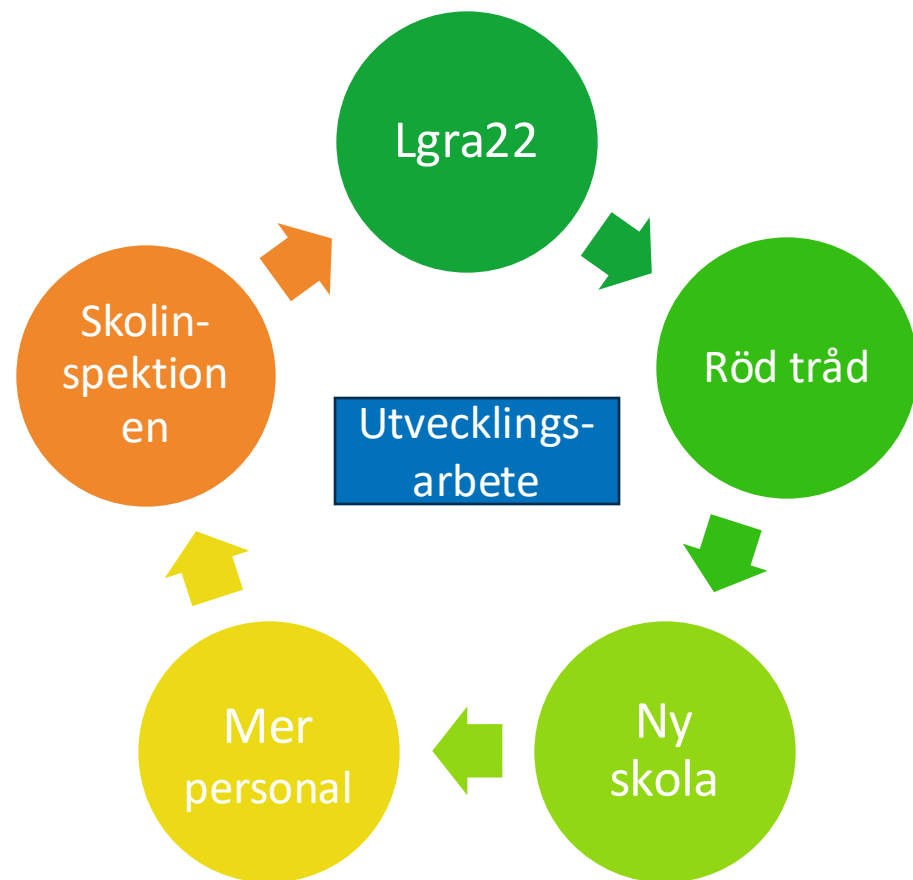 Lgra22
Röd tråd
Ny
skola
Mer
personal
Skolin-
spektion
en
Utvecklings-
arbete